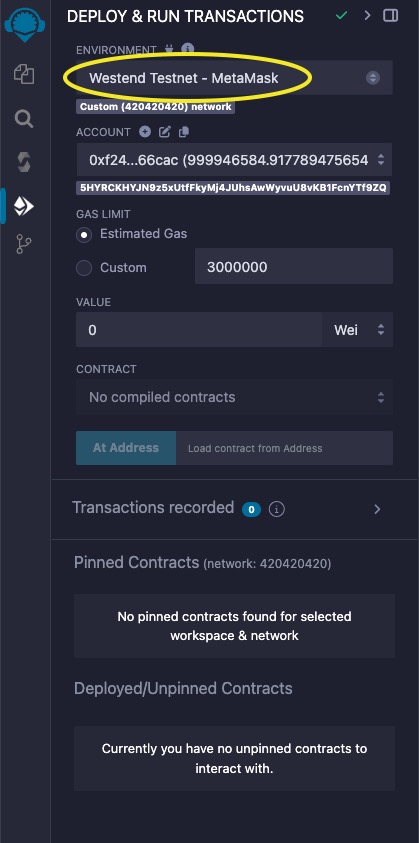 DEPLOY & RUN TRANSACTIONS
ENVIRONMENT
Westend Testnet - MetaMask
Custom (420420420) network
ACCOUNT
0xf24...66cac (999946584.917789475654
5HYRCKHYJN9z5xUtfFkyMj4JUhsAwWyvuU8vKB1FcnYTf9ZQ
GAS LIMIT
Estimated Gas
Custom 3000000
VALUE
0 Wei
CONTRACT
No compiled contracts
At Address Load contract from Address
Transactions recorded 0 i
Pinned Contracts (network: 420420420)
No pinned contracts found for selected
workspace & network
Deployed/Unpinned Contracts
Currently you have no unpinned contracts to
interact with.